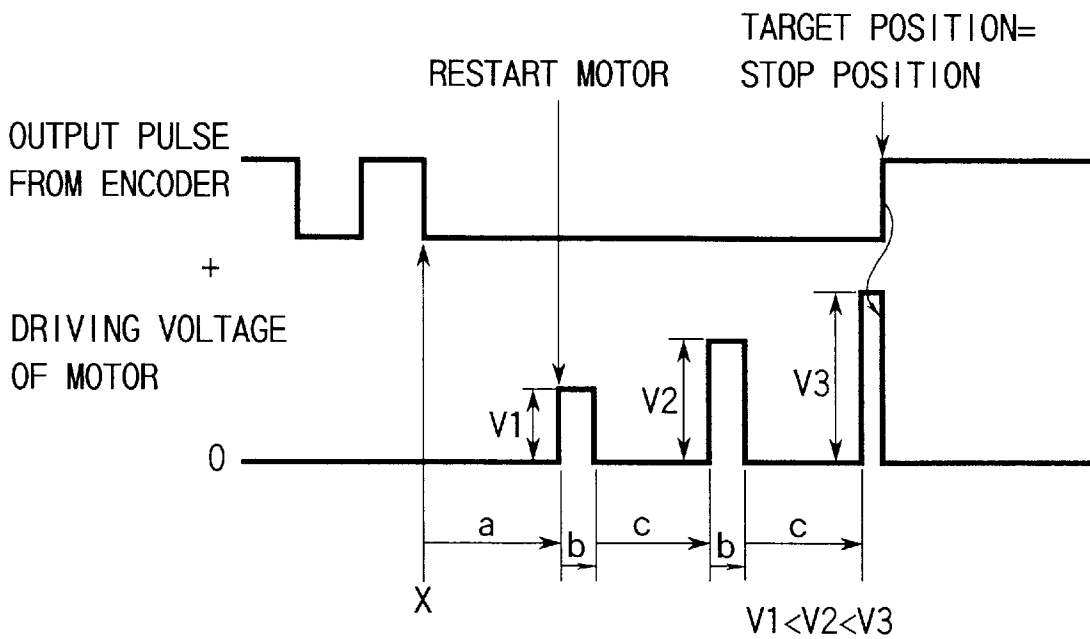 TARGET POSITION=
STOP POSITION
RESTART MOTOR
OUTPUT PULSE
FROM ENCODER
+
DRIVING VOLTAGE
OF MOTOR
V1
V2
V3
0
a
b
c
b
c
X
V1<V2<V3